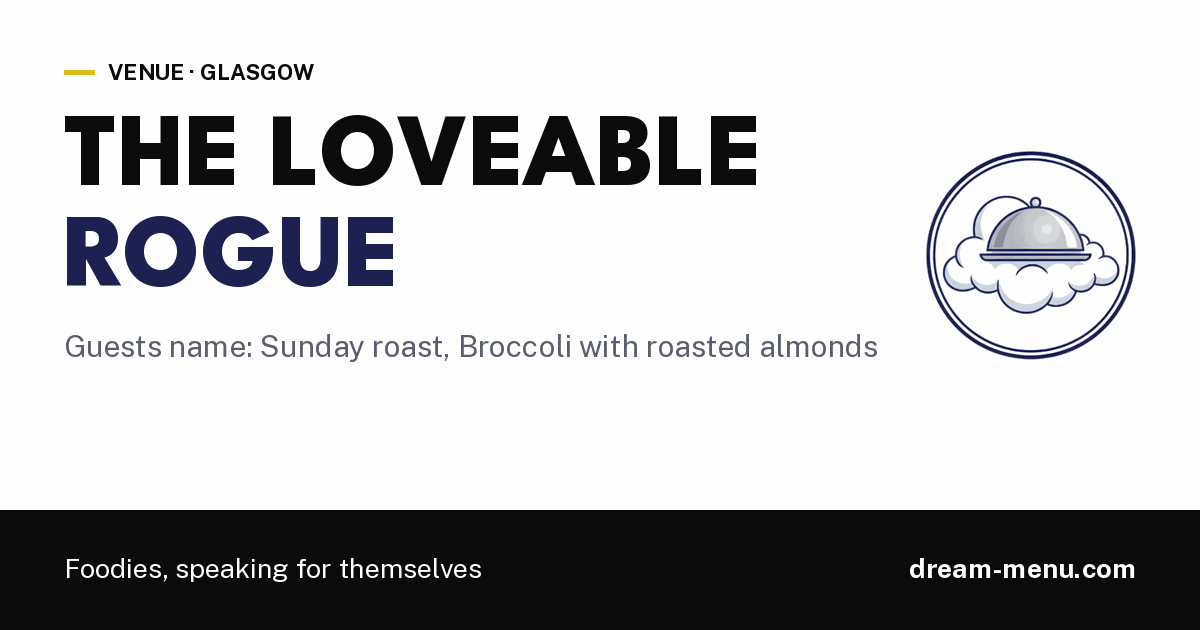 VENUE · GLASGOW
THE LOVEABLE
ROGUE
Guests name: Sunday roast, Broccoli with roasted almonds
Foodies, speaking for themselves
dream-menu.com